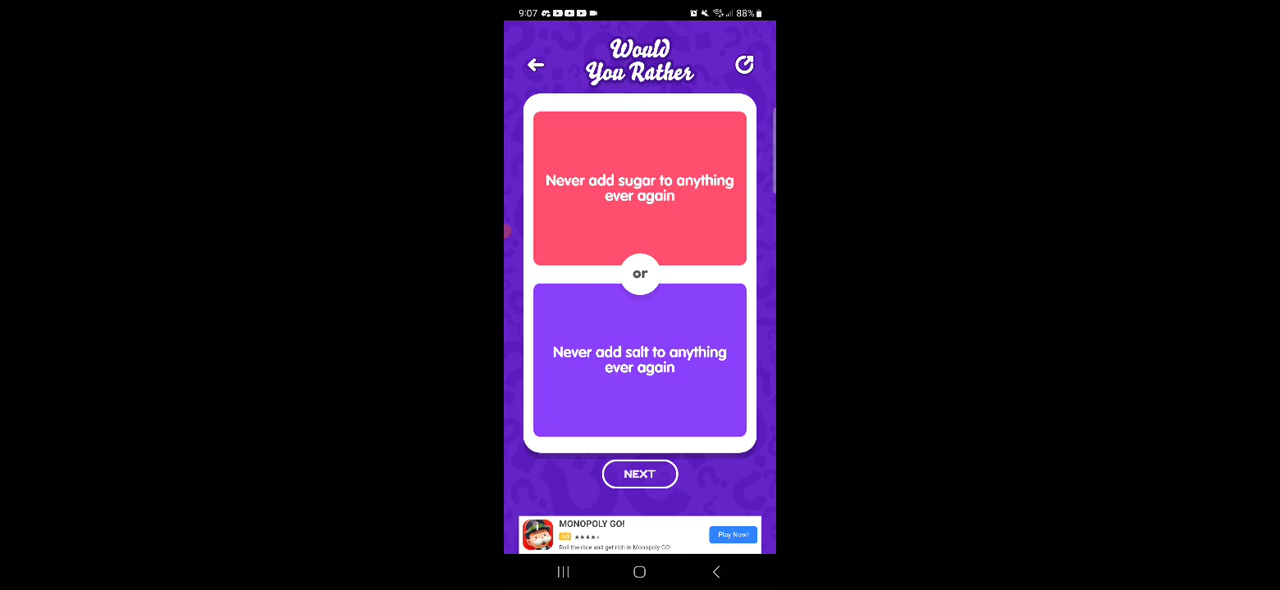 9:07
88%
Would
You Rather
Never add sugar to anything
ever again
or
Never add salt to anything
ever again
NEXT
MONOPOLY GO!
Ad
Roll the dice and get rich in Monopoly GO!
Play Now!